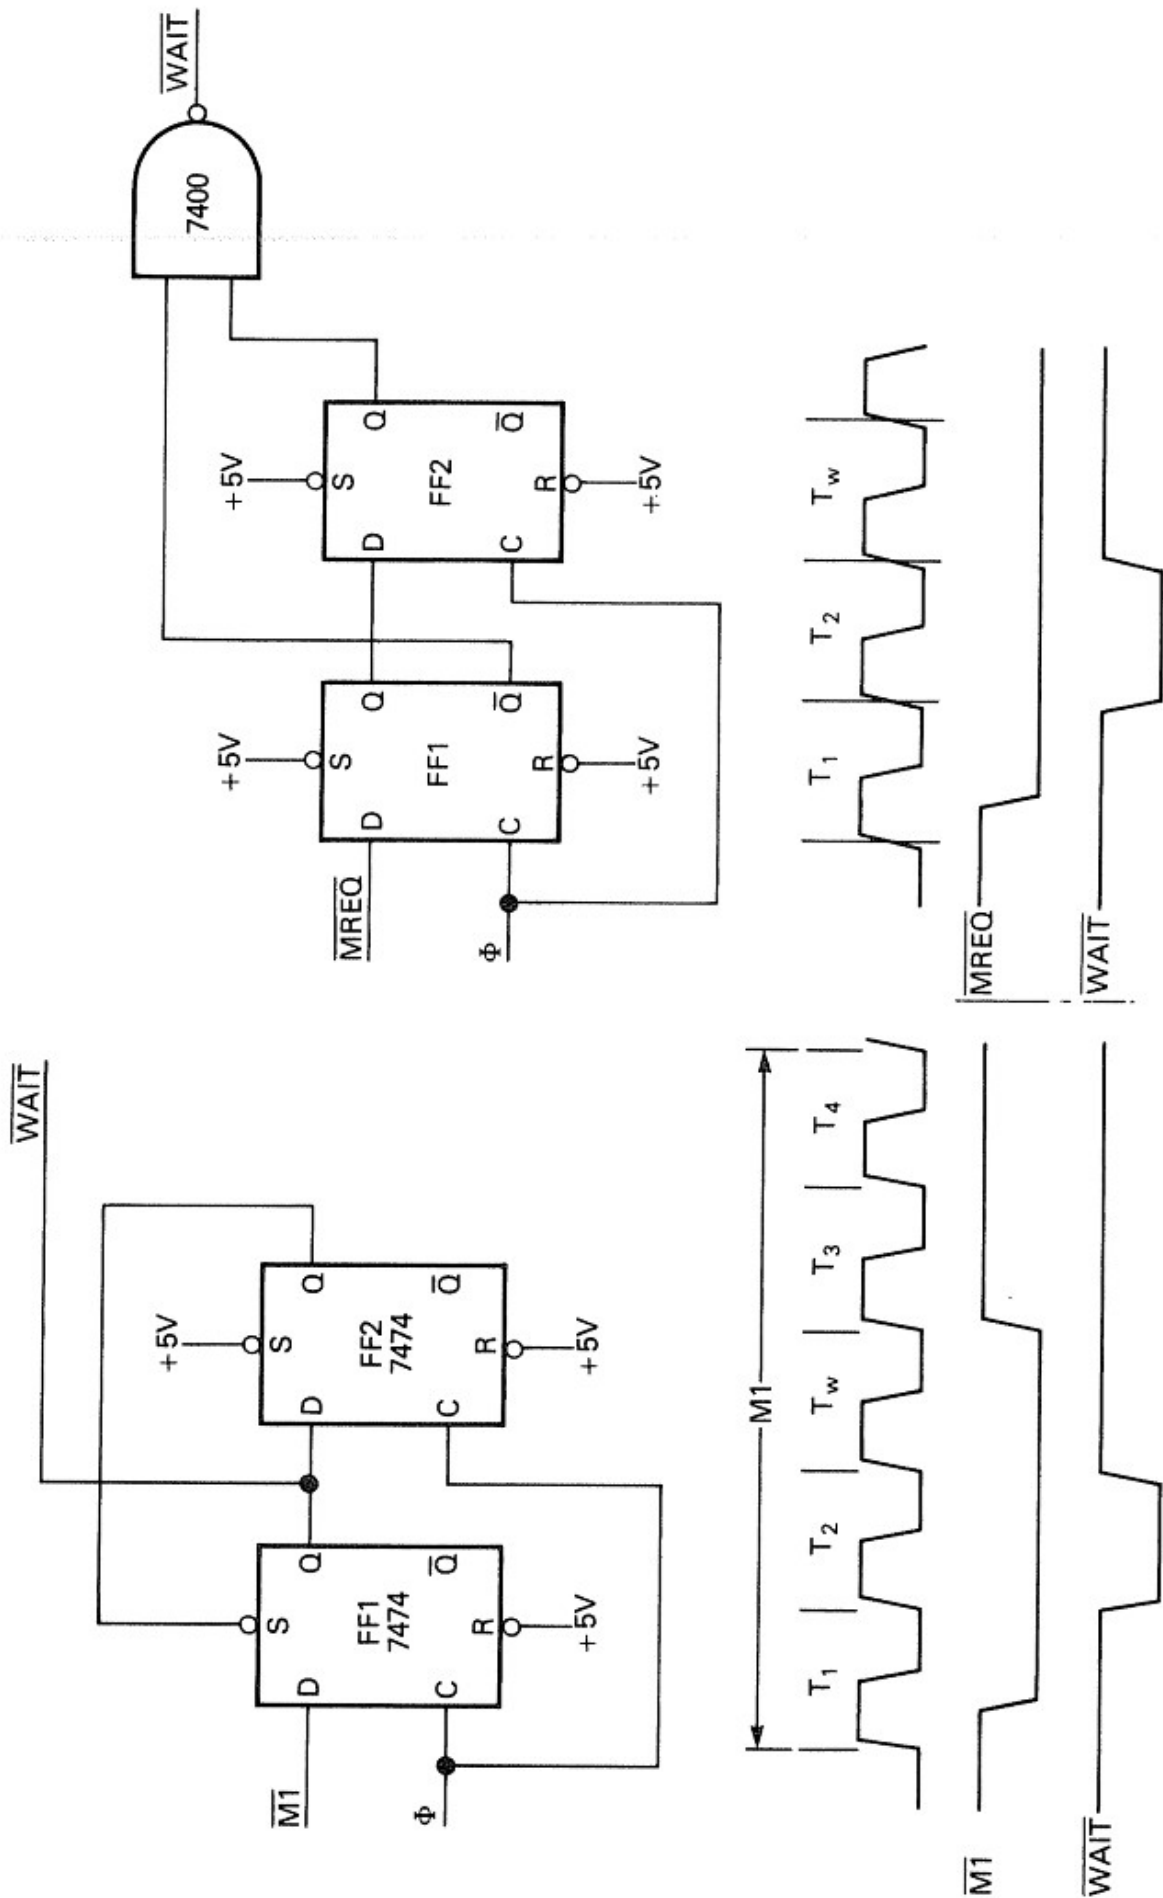 WAIT
+5V
S
D
Q
FF1
7474
C
Q
R
+5V
M1
Φ
+5V
S
D
Q
FF2
7474
C
Q
R
+5V
M1
T1
T2
Tw
T3
T4
M1
WAIT
WAIT
7400
+5V
S
D
Q
FF1
C
Q
R
+5V
MREQ
Φ
+5V
S
D
Q
FF2
C
Q
R
+5V
T1
T2
Tw
MREQ
WAIT